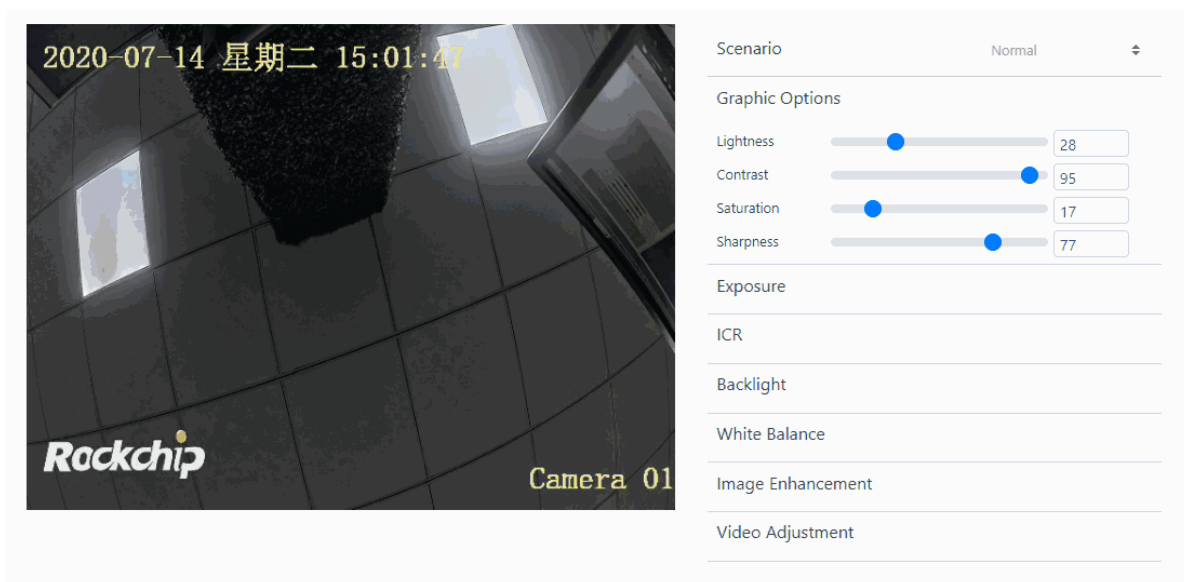 2020-07-14 星期二 15:01:47
Rockchip
Camera 01
Scenario Normal
Graphic Options
Lightness 28
Contrast 95
Saturation 17
Sharpness 77
Exposure
ICR
Backlight
White Balance
Image Enhancement
Video Adjustment